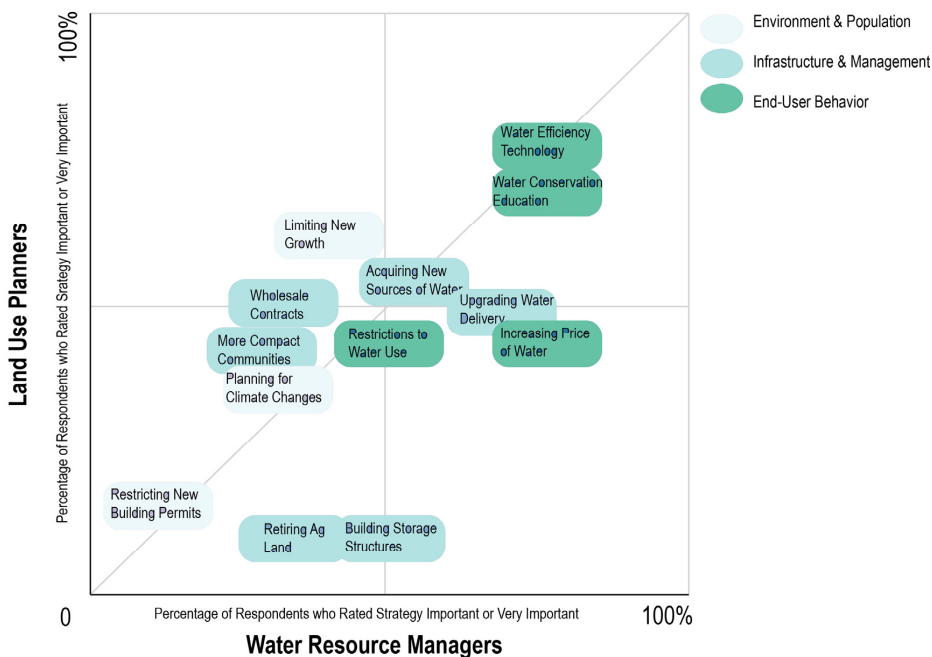 100%
Environment & Population
Infrastructure & Management
End-User Behavior
Land Use Planners
Percentage of Respondents who Rated Strategy Important or Very Important
Water Efficiency
Technology
Water Conservation
Education
Limiting New
Growth
Acquiring New
Sources of Water
Wholesale
Contracts
Upgrading Water
Delivery
Restrictions to
Water Use
Increasing Price
of Water
More Compact
Communities
Planning for
Climate Changes
Restricting New
Building Permits
Retiring Ag
Land
Building Storage
Structures
0
Percentage of Respondents who Rated Strategy Important or Very Important
100%
Water Resource Managers